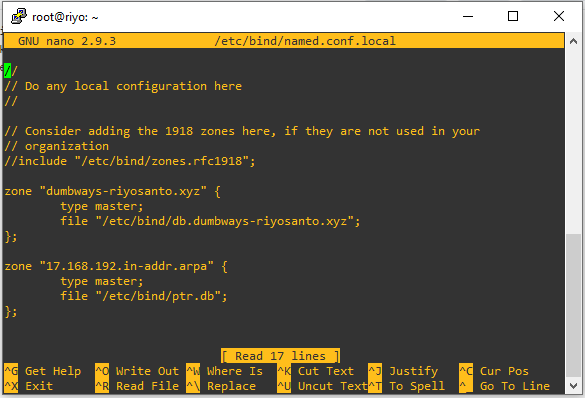 root@riyo: ~
GNU nano 2.9.3 /etc/bind/named.conf.local
//
// Do any local configuration here
//
// Consider adding the 1918 zones here, if they are not used in your
// organization
//include "/etc/bind/zones.rfc1918";
zone "dumbways-riyosanto.xyz" {
type master;
file "/etc/bind/db.dumbways-riyosanto.xyz";
};
zone "17.168.192.in-addr.arpa" {
type master;
file "/etc/bind/ptr.db";
};
[ Read 17 lines ]
^G Get Help ^O Write Out ^W Where Is ^K Cut Text ^J Justify ^C Cur Pos
^X Exit ^R Read File ^\ Replace ^U Uncut Text ^T To Spell ^_ Go To Line